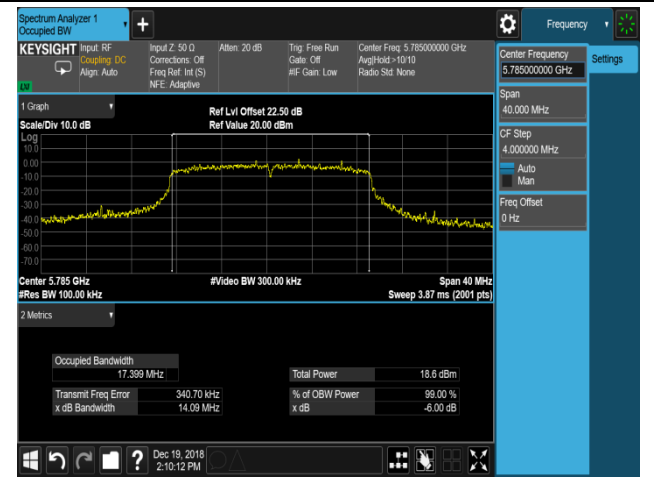 Spectrum Analyzer 1
Occupied BW
Frequency
KEYSIGHT
Input: RF
Coupling: DC
Align: Auto
Input Z: 50 Ω
Corrections: Off
Freq Ref: Int (S)
NFE: Adaptive
Atten: 20 dB
Trig: Free Run
Gate: Off
#IF Gain: Low
Center Freq: 5.785000000 GHz
Avg|Hold:>10/10
Radio Std: None
Center Frequency
5.785000000 GHz
Settings
Span
40.000 MHz
CF Step
4.000000 MHz
Auto
Man
Freq Offset
0 Hz
1 Graph
Scale/Div 10.0 dB
Ref Lvl Offset 22.50 dB
Ref Value 20.00 dBm
Log
10.0
0.00
-10.0
-20.0
-30.0
-40.0
-50.0
-60.0
-70.0
Center 5.785 GHz
#Res BW 100.00 kHz
#Video BW 300.00 kHz
Span 40 MHz
Sweep 3.87 ms (2001 pts)
2 Metrics
Occupied Bandwidth
17.399 MHz
Transmit Freq Error 340.70 kHz
x dB Bandwidth 14.09 MHz
Total Power 18.6 dBm
% of OBW Power 99.00 %
x dB -6.00 dB
Dec 19, 2018
2:10:12 PM